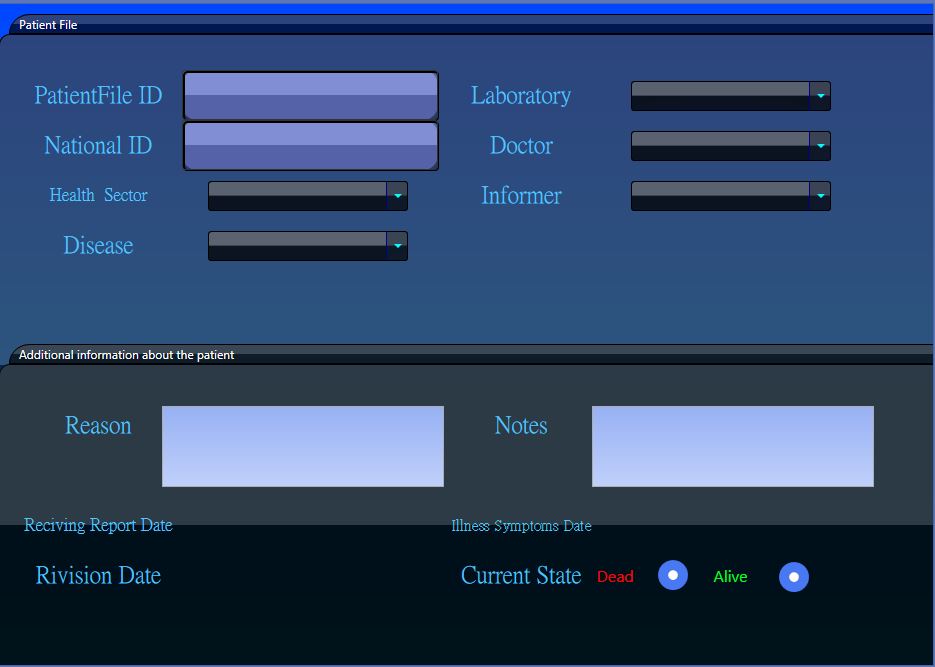 Patient File
PatientFile ID
Laboratory
National ID
Doctor
Health Sector
Informer
Disease
Additional information about the patient
Reason
Notes
Reciving Report Date
Illness Symptoms Date
Rivision Date
Current State Dead Alive